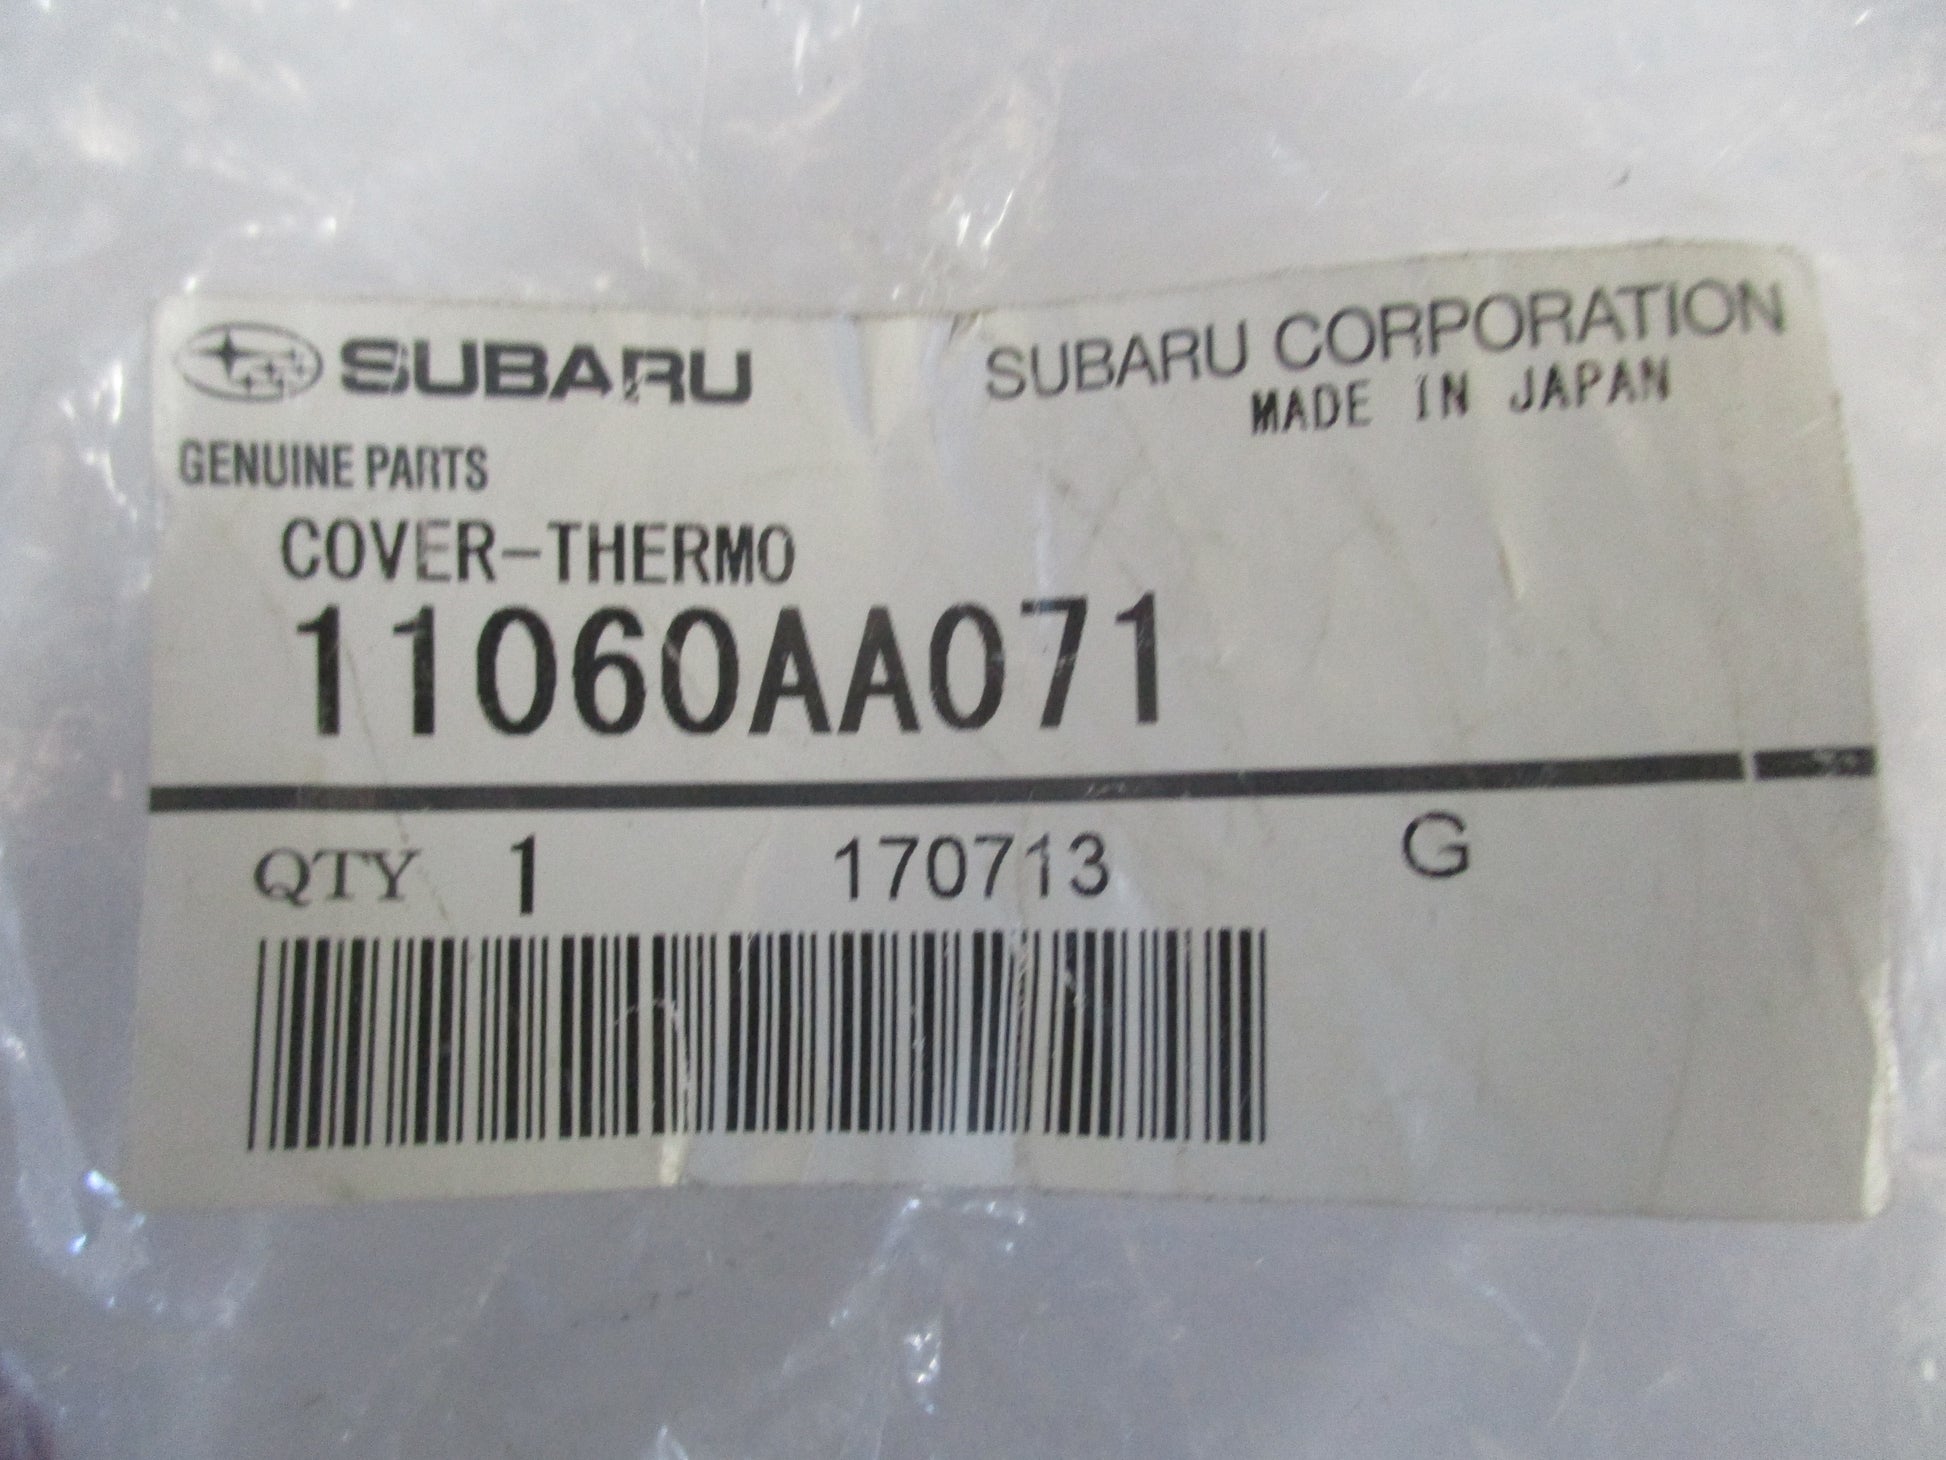 SUBARU
SUBARU CORPORATION
MADE IN JAPAN
GENUINE PARTS
COVER-THERMO
11060AA071
QTY 1 170713 G